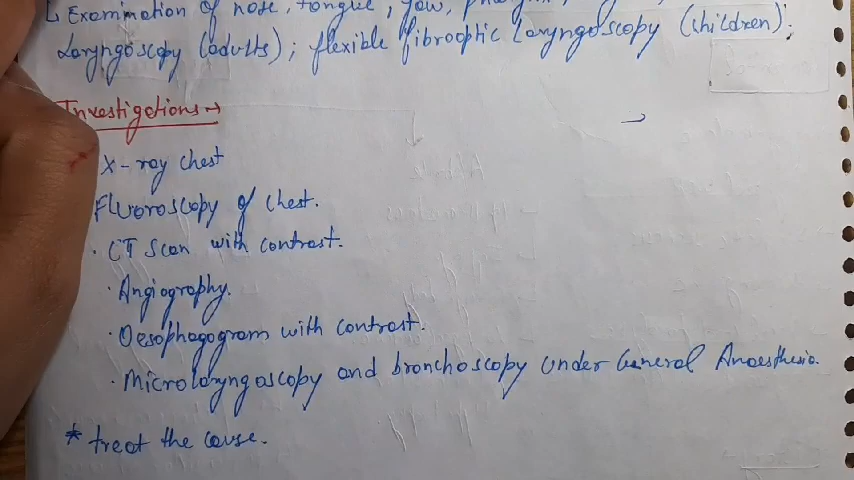 ↳ Examination of nose, tongue, jaw,
Laryngoscopy (adults); flexible fibrooptic Laryngoscopy (children);
Investigations →
X-ray chest
Fluoroscopy of chest.
· CT Scan with contrast.
· Angiography.
· Oesophagogram with contrast.
· Microlaryngoscopy and bronchoscopy under General Anaesthesia.
* treat the cause.